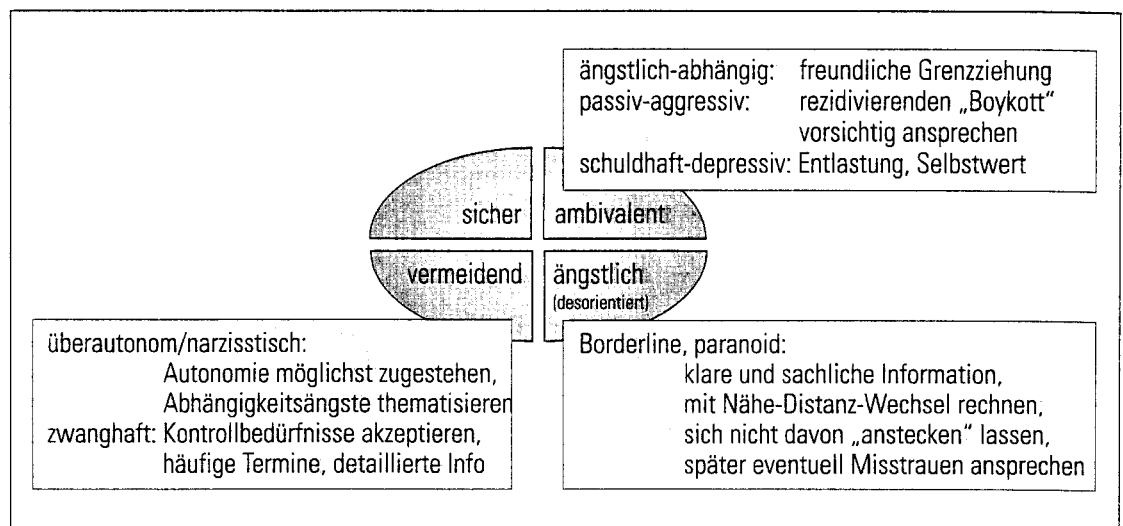 ängstlich-abhängig: freundliche Grenzziehung
passiv-aggressiv: rezidivierenden „Boykott“
vorsichtig ansprechen
schuldhaft-depressiv: Entlastung, Selbstwert
sicher
ambivalent
vermeidend
ängstlich
(desorientiert)
überautonom/narzisstisch:
Autonomie möglichst zugestehen,
Abhängigkeitsängste thematisieren
zwanghaft: Kontrollbedürfnisse akzeptieren,
häufige Termine, detaillierte Info
Borderline, paranoid:
klare und sachliche Information,
mit Nähe-Distanz-Wechsel rechnen,
sich nicht davon „anstecken“ lassen,
später eventuell Misstrauen ansprechen